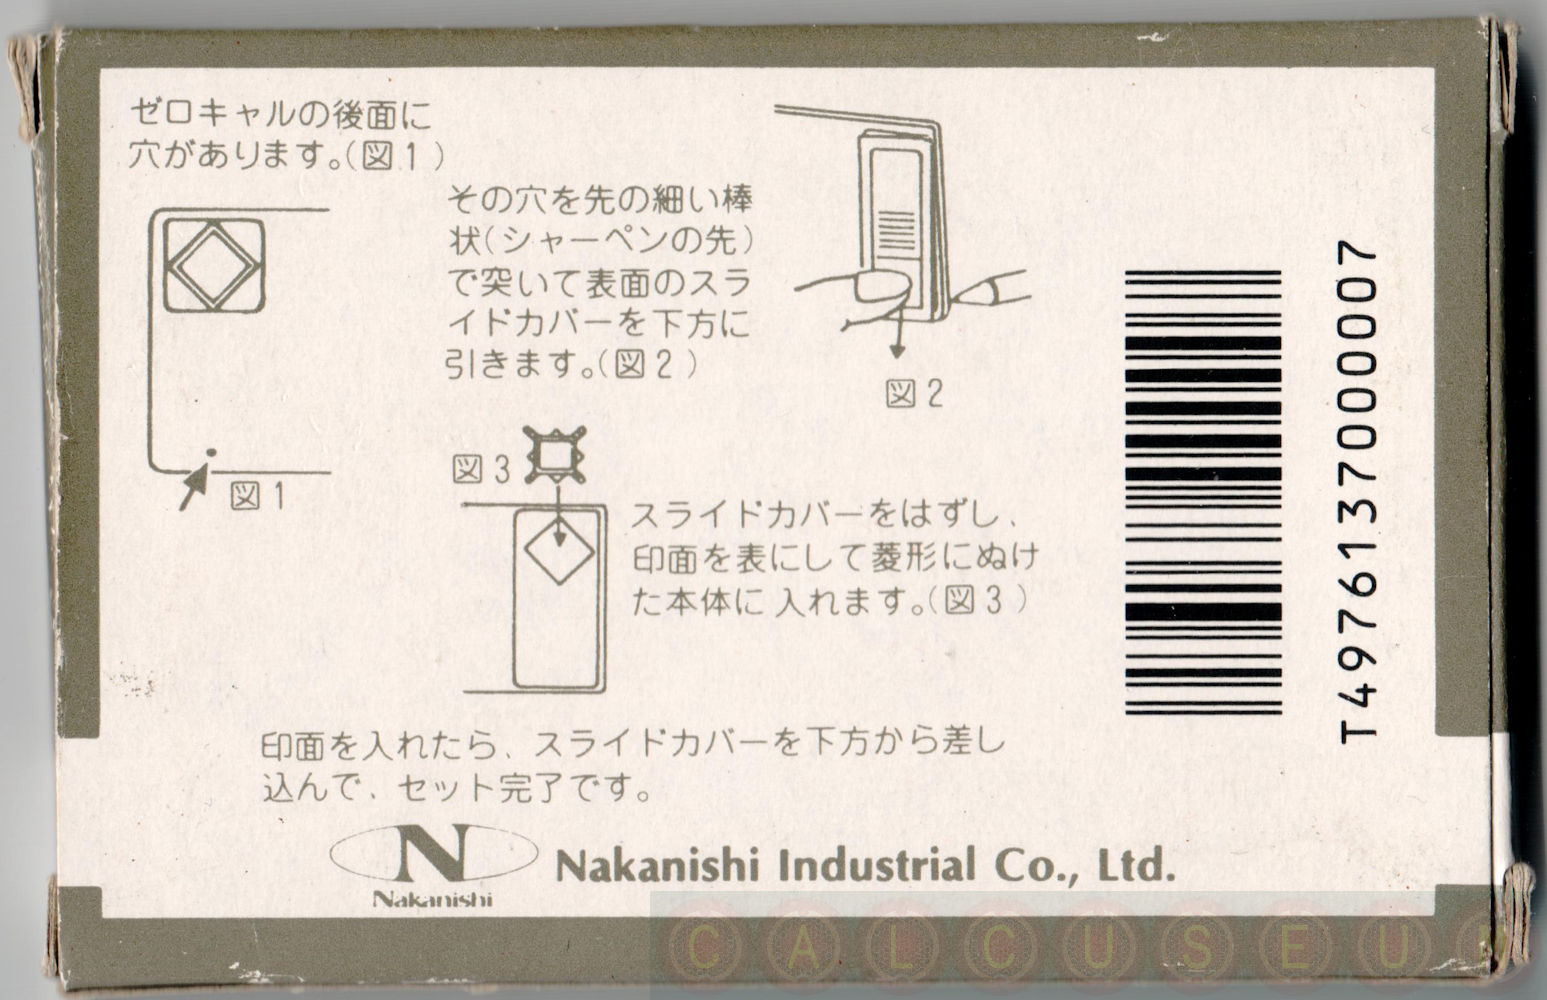 ゼロキャルの後面に
穴があります。(図1)
その穴を先の細い棒
状(シャーペンの先)
で突いて表面のスラ
イドカバーを下方に
引きます。(図2)
図2
図1
図3
スライドカバーをはずし、
印面を表にして菱形にぬけ
た本体に入れます。(図3)
印面を入れたら、スライドカバーを下方から差し
込んで、セット完了です。
N
Nakanishi
Nakanishi Industrial Co., Ltd.
T4976137000007
CALCUSEUM